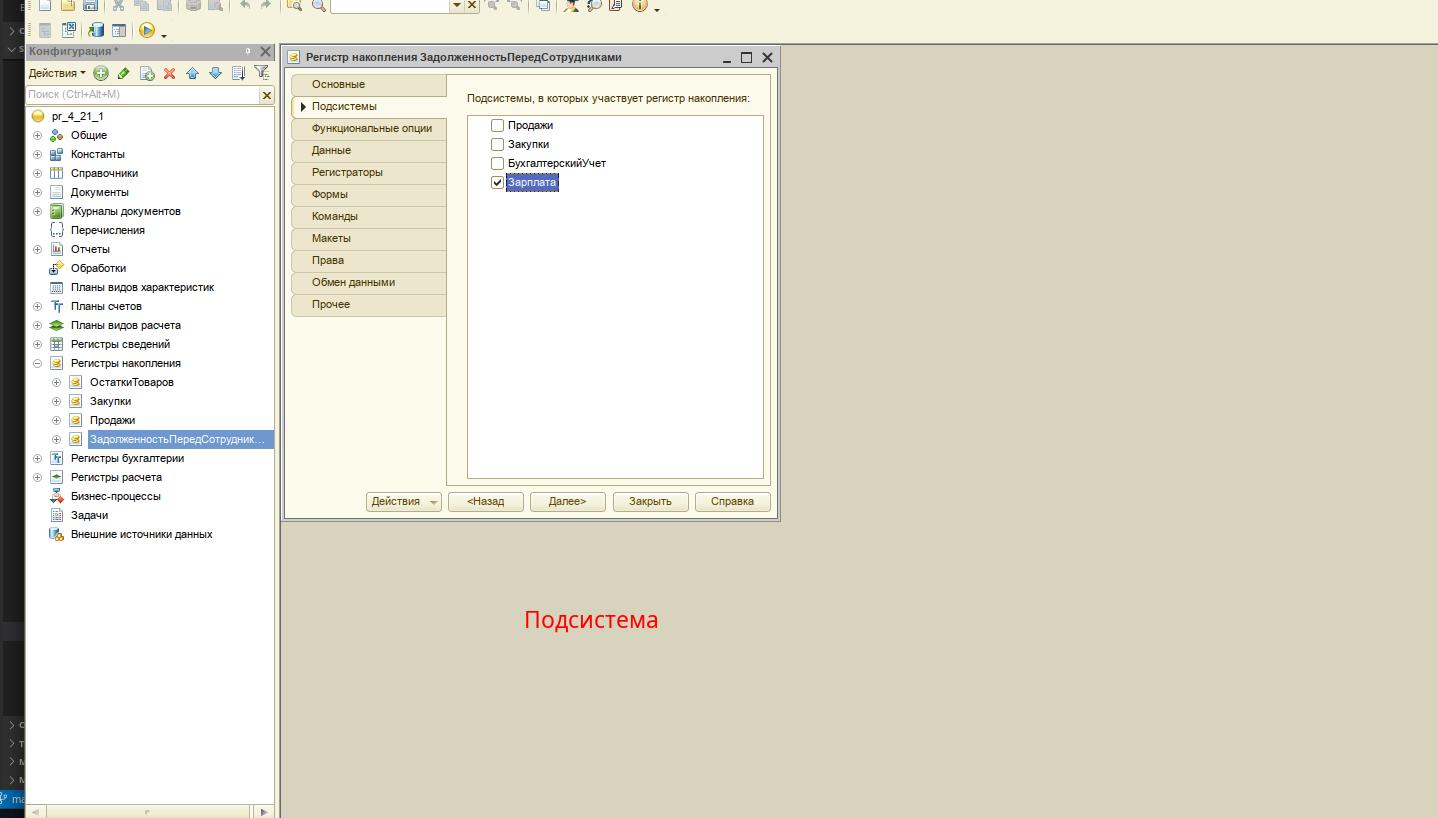 Конфигурация *
Действия
Поиск (Ctrl+Alt+M)
pr_4_21_1
Общие
Константы
Справочники
Документы
Журналы документов
Перечисления
Отчеты
Обработки
Планы видов характеристик
Планы счетов
Планы видов расчета
Регистры сведений
Регистры накопления
ОстаткиТоваров
Закупки
Продажи
ЗадолженностьПередСотрудник...
Регистры бухгалтерии
Регистры расчета
Бизнес-процессы
Задачи
Внешние источники данных
Регистр накопления ЗадолженностьПередСотрудниками
Основные
Подсистемы
Функциональные опции
Данные
Регистраторы
Формы
Команды
Макеты
Права
Обмен данными
Прочее
Подсистемы, в которых участвует регистр накопления:
Продажи
Закупки
БухгалтерскийУчет
Зарплата
Действия
<Назад
Далее>
Закрыть
Справка
Подсистема